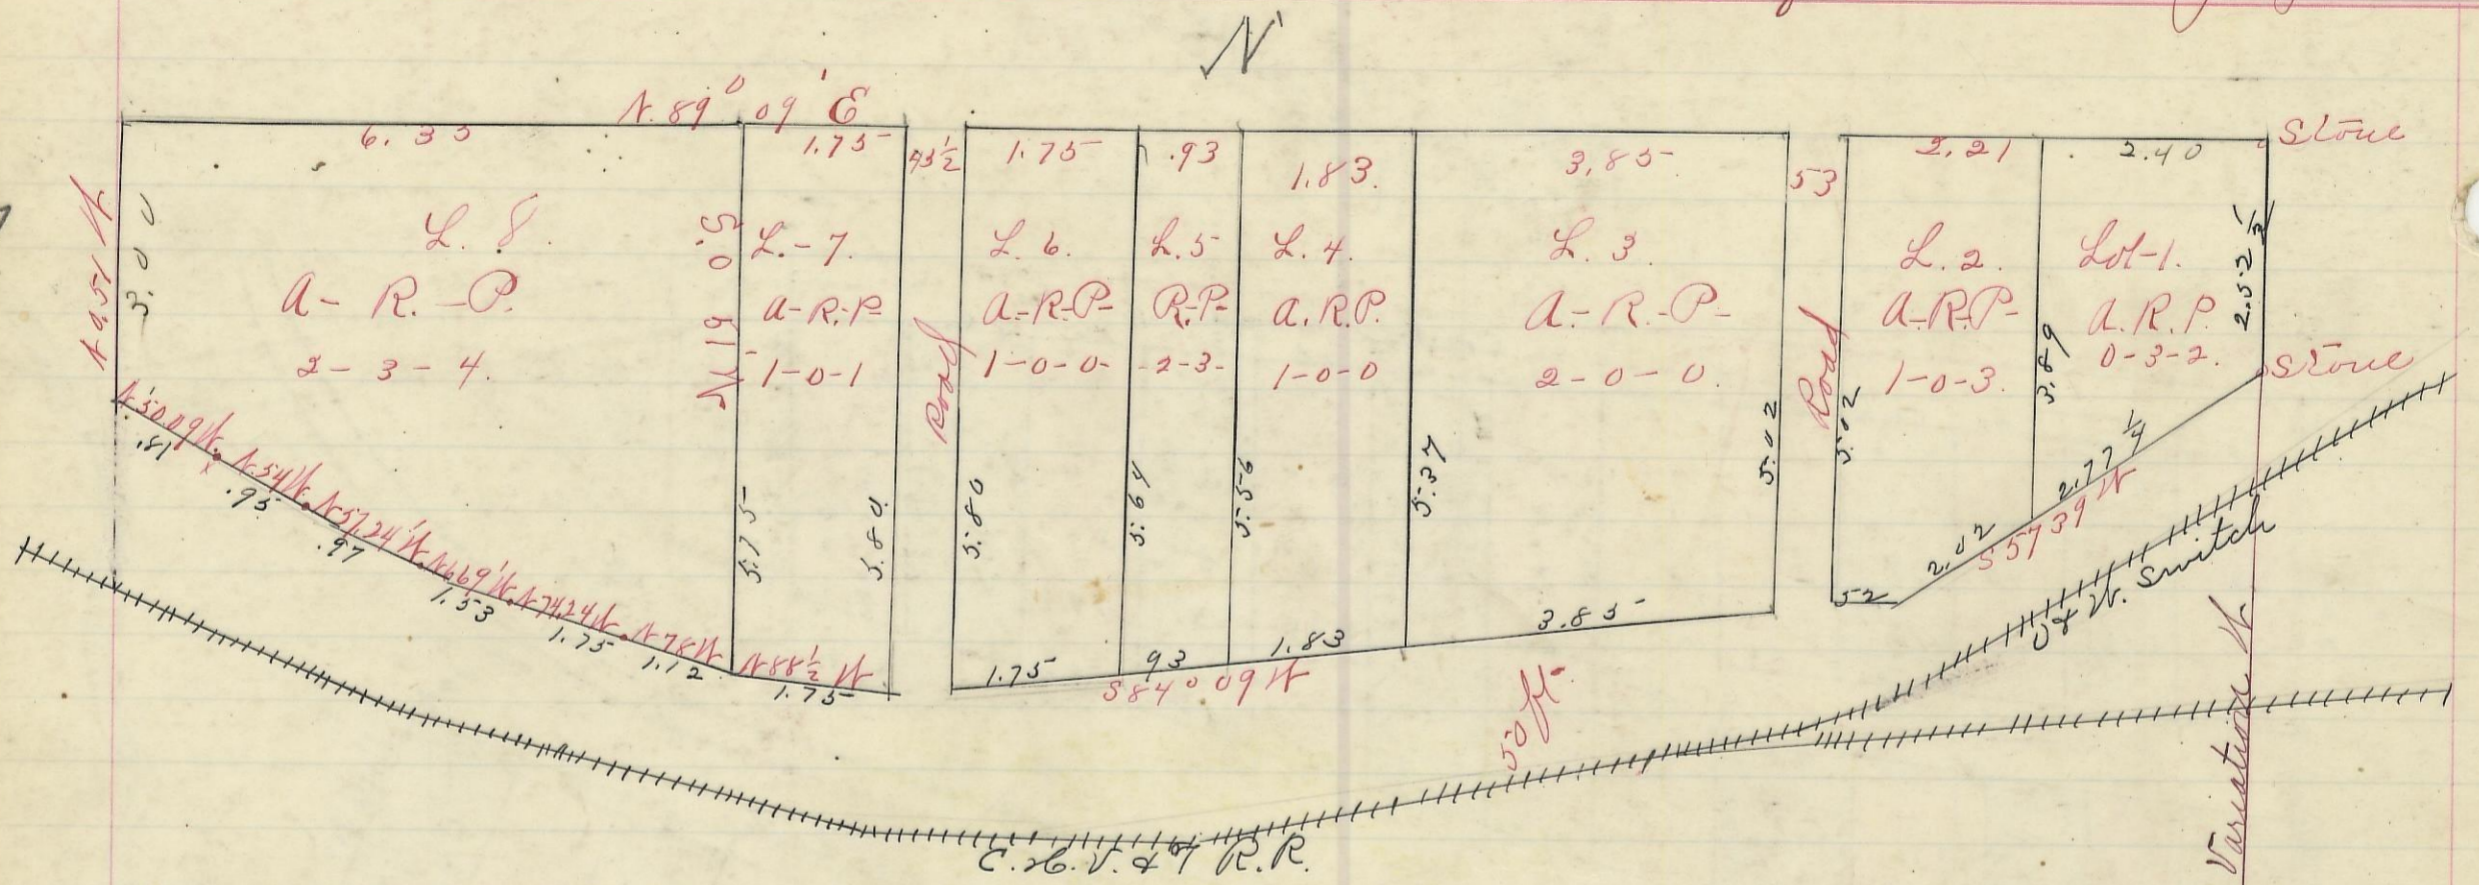 N
N. 89° 09' E
6.35
1.75
43½
1.75
.93
1.83.
3.85
53
2.21
2.40
Stone
N 0.51 W
3.00
L. 8.
A- R.- P.
2- 3- 4.
N 19 0.5
L.-7.
A-R.-P
1-0-1
Road
L. 6.
A.-R-P-
1-0-0-
L. 5
R.P-
-2-3-
L. 4.
A.R.P.
1-0-0
L. 3.
A- R.-P-
2-0-0.
Road
L. 2.
A-R.P-
1-0-3.
Lot-1.
A.R.P.
0-3-2.
2.52½
Stone
N 50 09 W.
.81
N. 54 W.
.95
N 57.24' W.
.97
N 669' W.
1.53
N 74.24 W.
1.75
N 78 W
1.12
5.75
5.80
N 88½ W
1.75
5.80
5.64
5.56
5.37
5.02
5.02
3.89
1.75
93
1.83
3.85
S 84° 09 W
52
2.02
2.77¼
S 57 39 W
50 ft.
& W. Switch
C. H. V. & T R.R.
Variation W